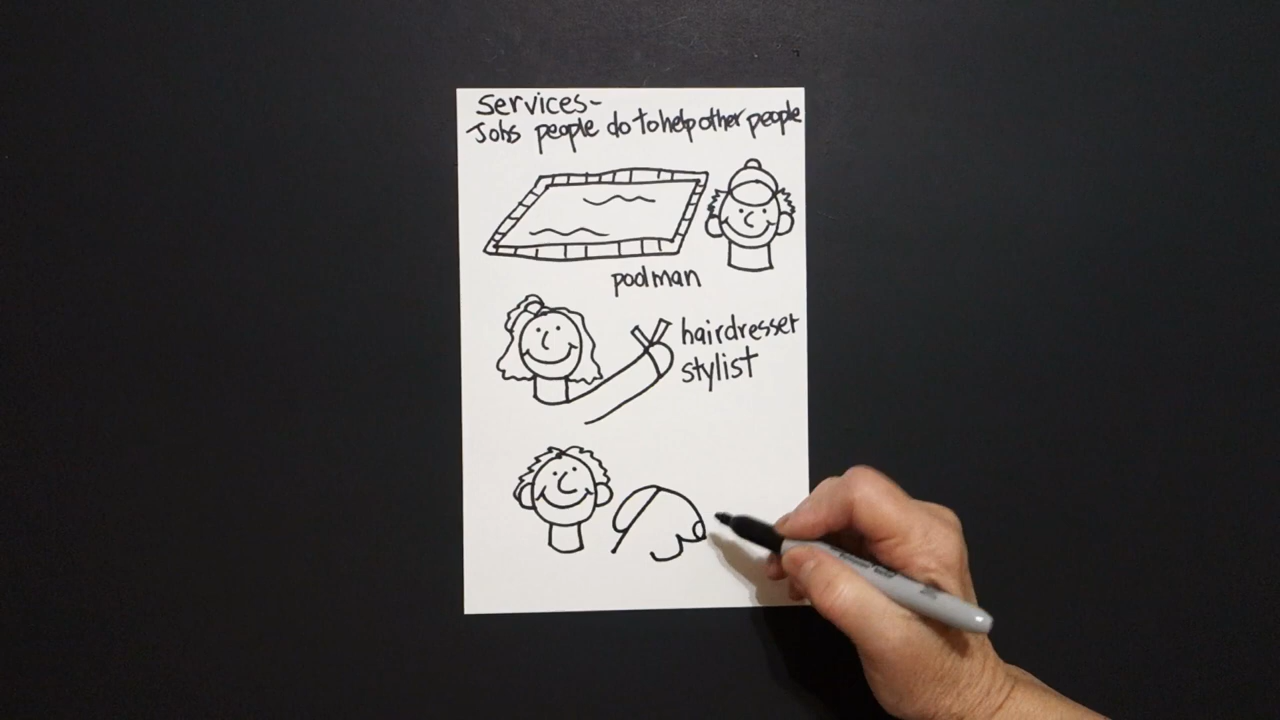 Services-
Jobs people do to help other people
poolman
hairdresser
stylist